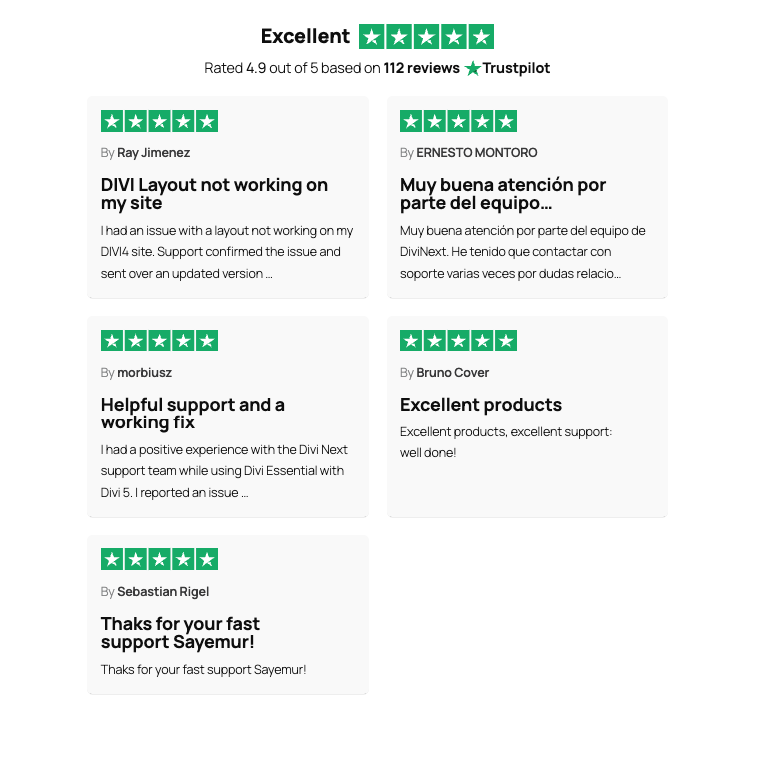 Excellent
Rated 4.9 out of 5 based on 112 reviews Trustpilot
By Ray Jimenez
DIVI Layout not working on
my site
I had an issue with a layout not working on my
DIVI4 site. Support confirmed the issue and
sent over an updated version ...
By ERNESTO MONTORO
Muy buena atención por
parte del equipo…
Muy buena atención por parte del equipo de
DiviNext. He tenido que contactar con
soporte varias veces por dudas relacio...
By morbiusz
Helpful support and a
working fix
I had a positive experience with the Divi Next
support team while using Divi Essential with
Divi 5. I reported an issue ...
By Bruno Cover
Excellent products
Excellent products, excellent support:
well done!
By Sebastian Rigel
Thaks for your fast
support Sayemur!
Thaks for your fast support Sayemur!